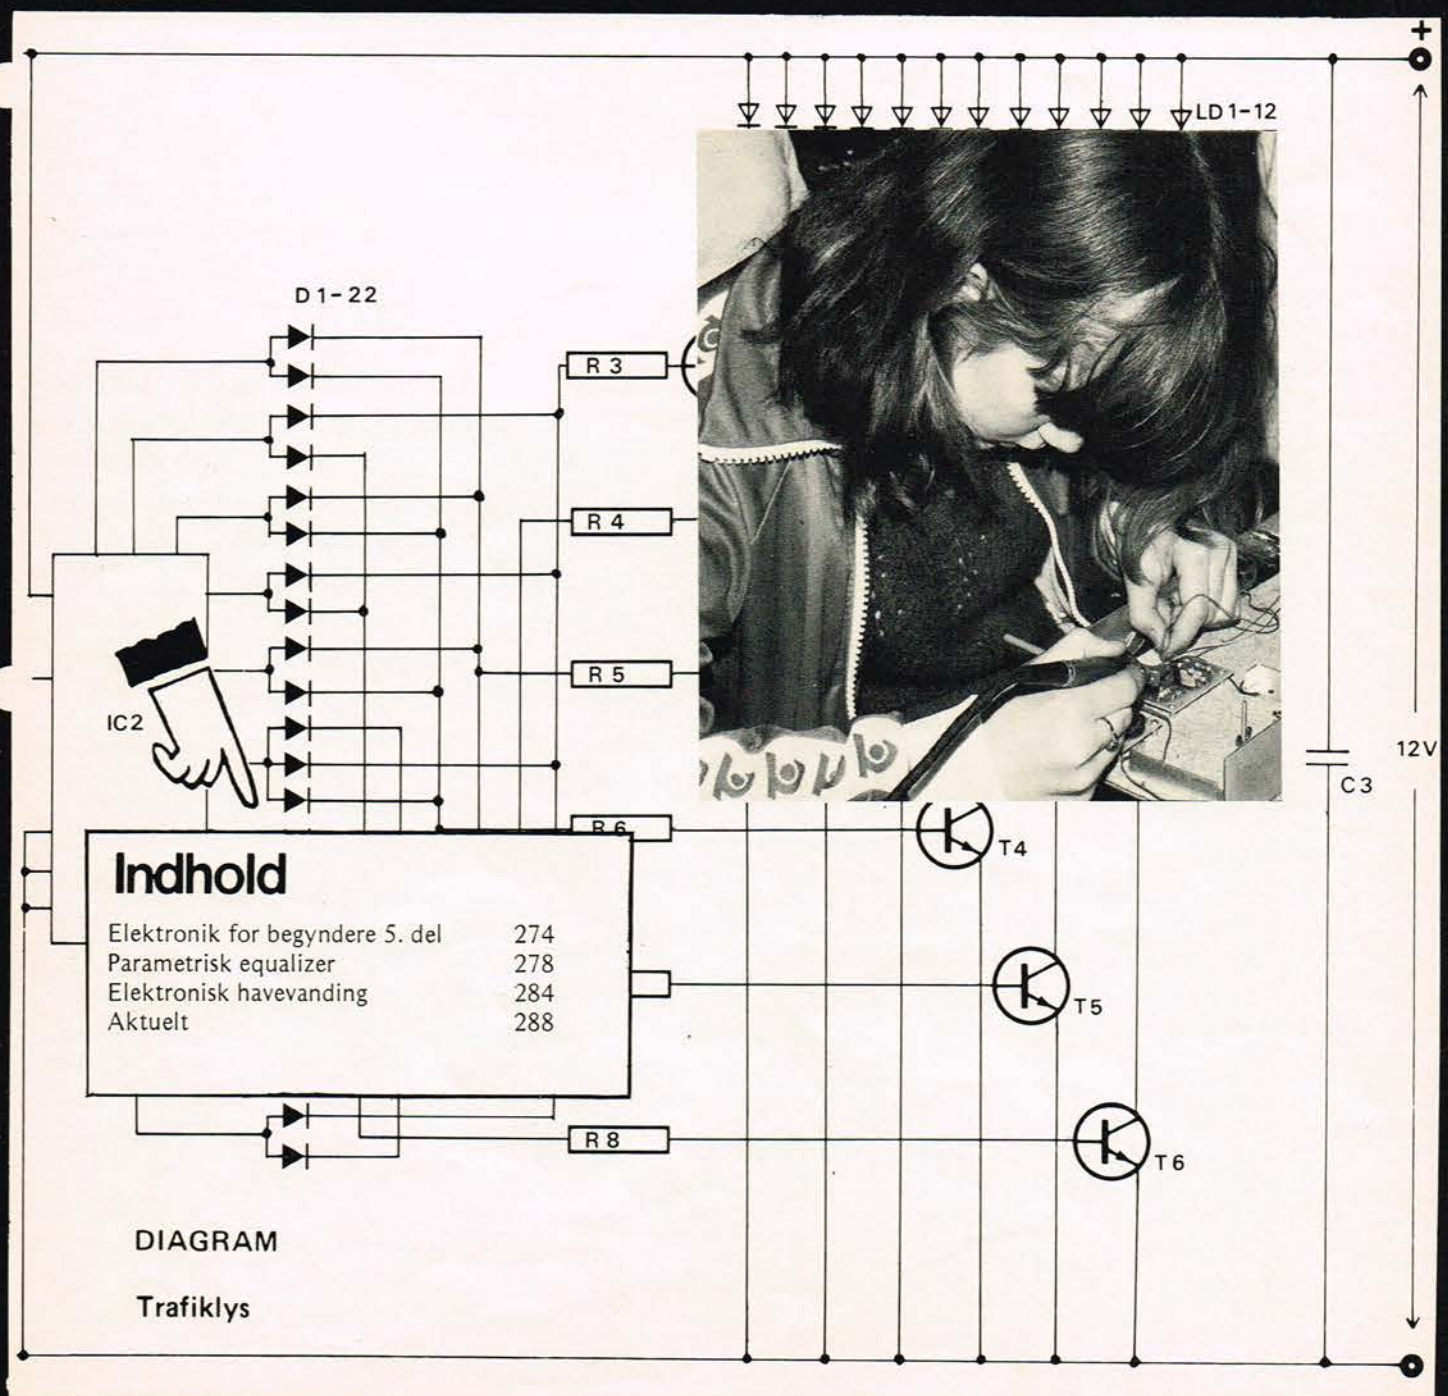 +
LD 1-12
D 1-22
R 3
R 4
R 5
IC2
12V
C3
R 6
T4
Indhold
Elektronik for begyndere 5. del 274
Parametrisk equalizer 278
Elektronisk havevanding 284
Aktuelt 288
T5
R 8
T6
DIAGRAM
Trafiklys